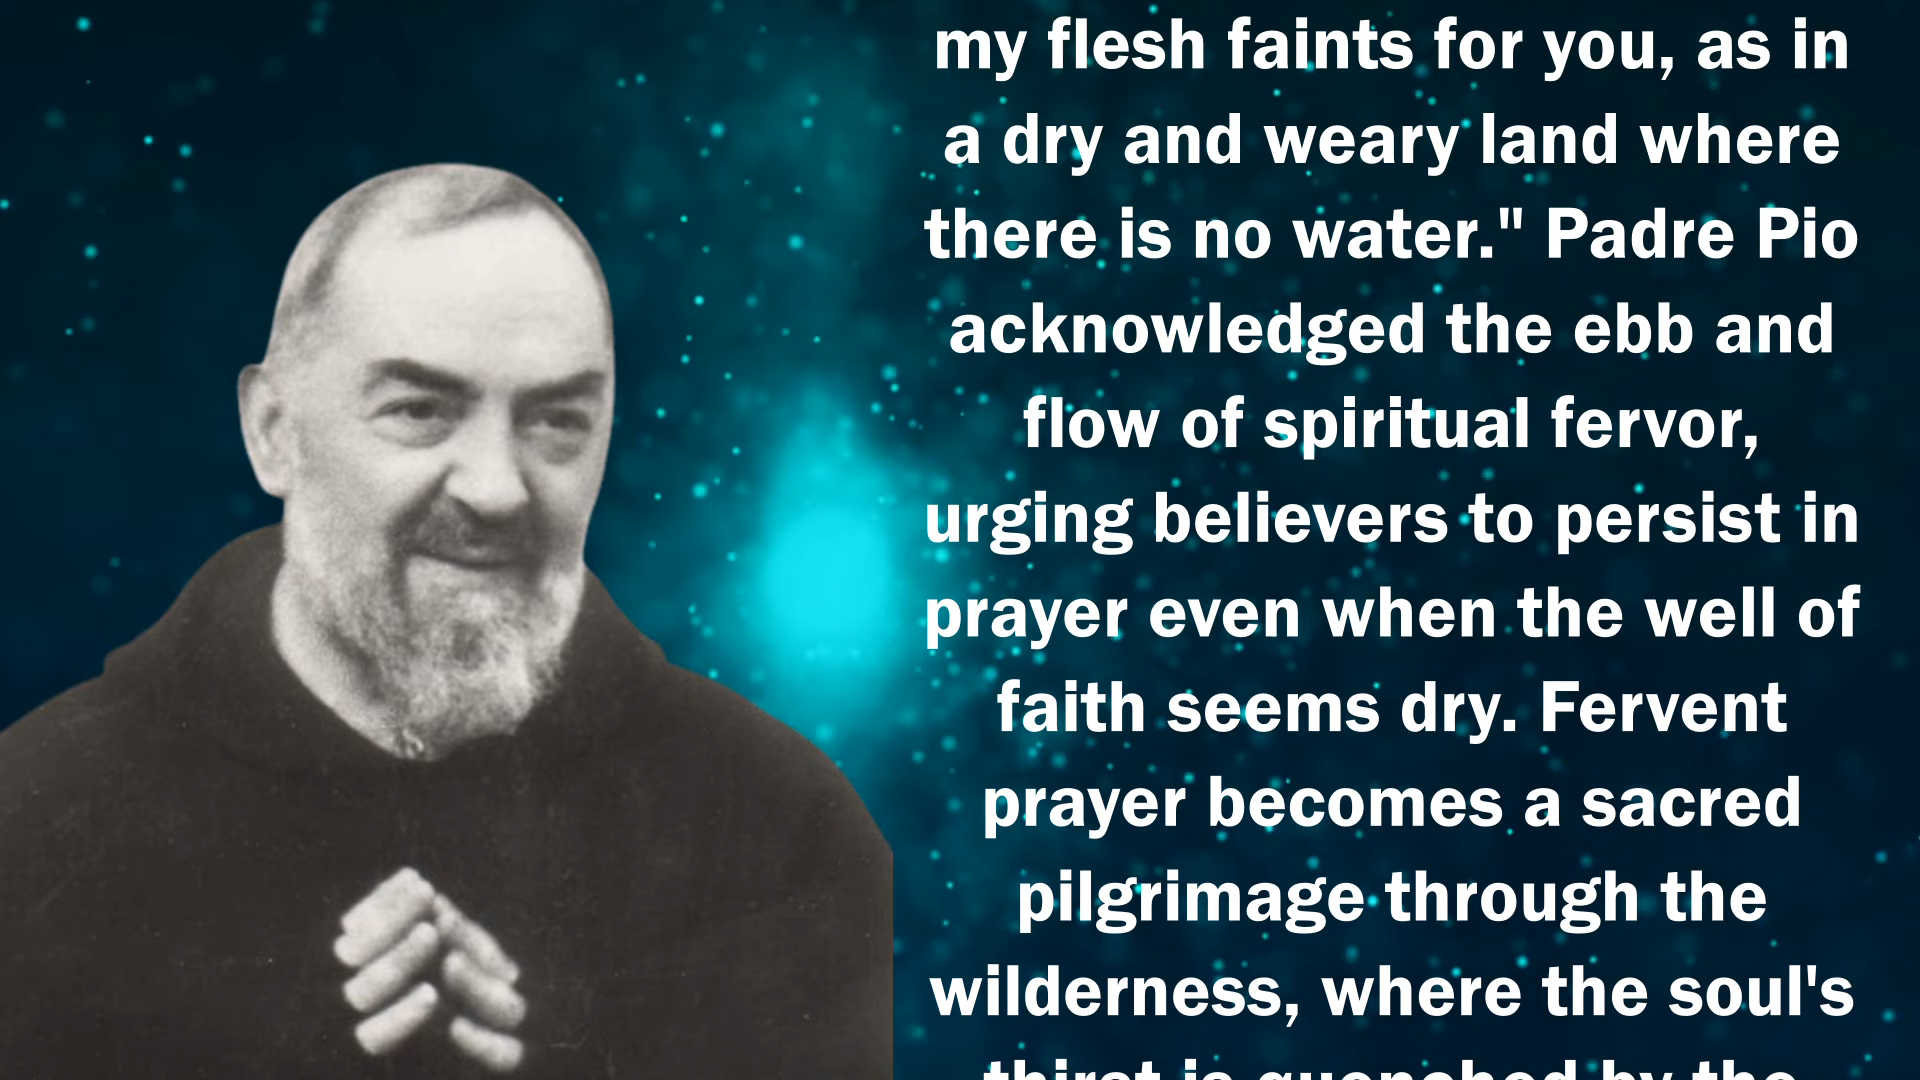 my flesh faints for you, as in
a dry and weary land where
there is no water." Padre Pio
acknowledged the ebb and
flow of spiritual fervor,
urging believers to persist in
prayer even when the well of
faith seems dry. Fervent
prayer becomes a sacred
pilgrimage through the
wilderness, where the soul's
thirst is quenched by the